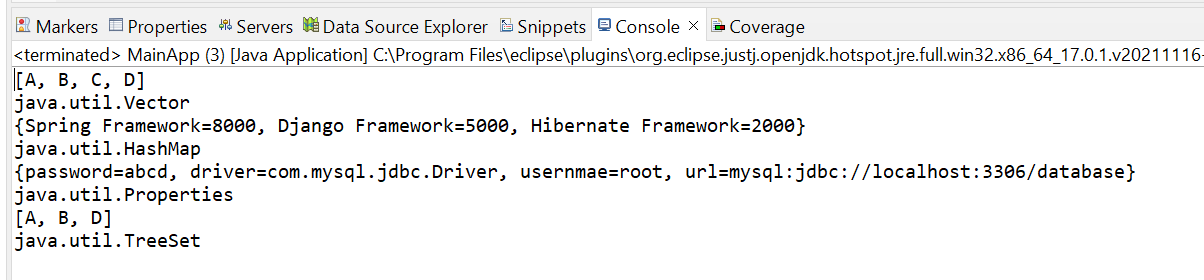 Markers Properties Servers Data Source Explorer Snippets Console Coverage
<terminated> MainApp (3) [Java Application] C:\Program Files\eclipse\plugins\org.eclipse.justj.openjdk.hotspot.jre.full.win32.x86_64_17.0.1.v20211116-
[A, B, C, D]
java.util.Vector
{Spring Framework=8000, Django Framework=5000, Hibernate Framework=2000}
java.util.HashMap
{password=abcd, driver=com.mysql.jdbc.Driver, usernmae=root, url=mysql:jdbc://localhost:3306/database}
java.util.Properties
[A, B, D]
java.util.TreeSet